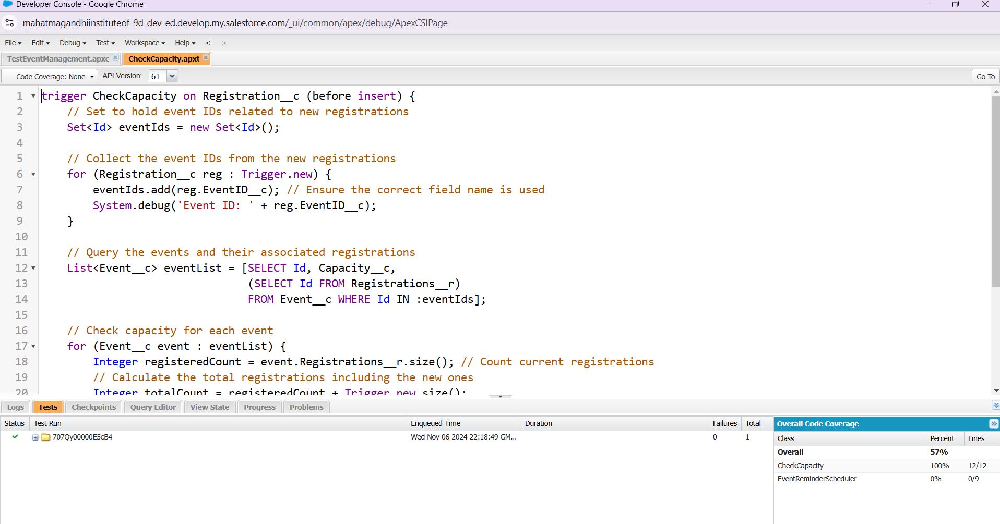 Developer Console - Google Chrome
mahatmagandhiinstituteof-9d-dev-ed.develop.my.salesforce.com/_ui/common/apex/debug/ApexCSIPage
File Edit Debug Test Workspace Help < >
TestEventManagement.apxc CheckCapacity.apxt
Code Coverage: None API Version: 61 Go To
1 trigger CheckCapacity on Registration__c (before insert) {
2 // Set to hold event IDs related to new registrations
3 Set<Id> eventIds = new Set<Id>();
4
5 // Collect the event IDs from the new registrations
6 for (Registration__c reg : Trigger.new) {
7 eventIds.add(reg.EventID__c); // Ensure the correct field name is used
8 System.debug('Event ID: ' + reg.EventID__c);
9 }
10
11 // Query the events and their associated registrations
12 List<Event__c> eventList = [SELECT Id, Capacity__c,
13 (SELECT Id FROM Registrations__r)
14 FROM Event__c WHERE Id IN :eventIds];
15
16 // Check capacity for each event
17 for (Event__c event : eventList) {
18 Integer registeredCount = event.Registrations__r.size(); // Count current registrations
19 // Calculate the total registrations including the new ones
20 Integer totalCount = registeredCount + Trigger.new.size();
Logs Tests Checkpoints Query Editor View State Progress Problems
Status Test Run Enqueued Time Duration Failures Total
707Qy00000E5cB4 Wed Nov 06 2024 22:18:49 GM... 0 1
Overall Code Coverage
Class Percent Lines
Overall 57%
CheckCapacity 100% 12/12
EventReminderScheduler 0% 0/9